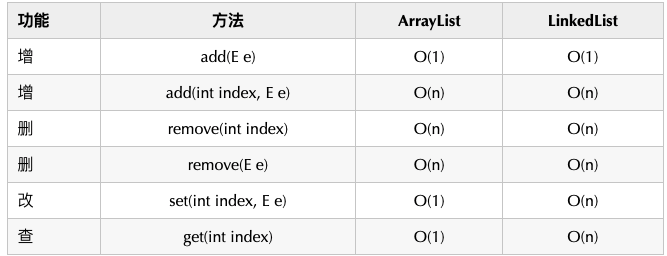 功能 方法 ArrayList LinkedList
增 add(E e) O(1) O(1)
增 add(int index, E e) O(n) O(n)
删 remove(int index) O(n) O(n)
删 remove(E e) O(n) O(n)
改 set(int index, E e) O(1) O(n)
查 get(int index) O(1) O(n)